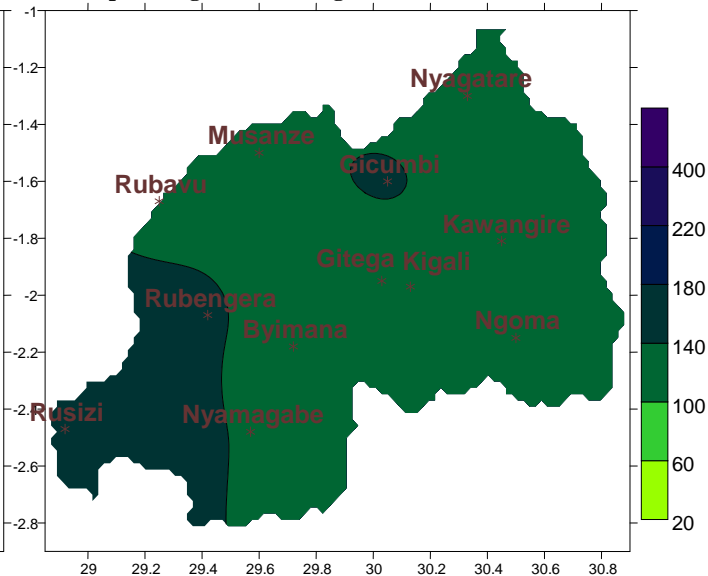 -1
-1.2
Nyagatare
-1.4
Musanze
Gicumbi
400
-1.6
Rubavu
220
Kawangire
-1.8
Gitega Kigali
180
-2
Rubengera
Byimana
Ngoma
140
-2.2
100
-2.4
Rusizi
Nyamagabe
60
-2.6
20
-2.8
29 29.2 29.4 29.6 29.8 30 30.2 30.4 30.6 30.8